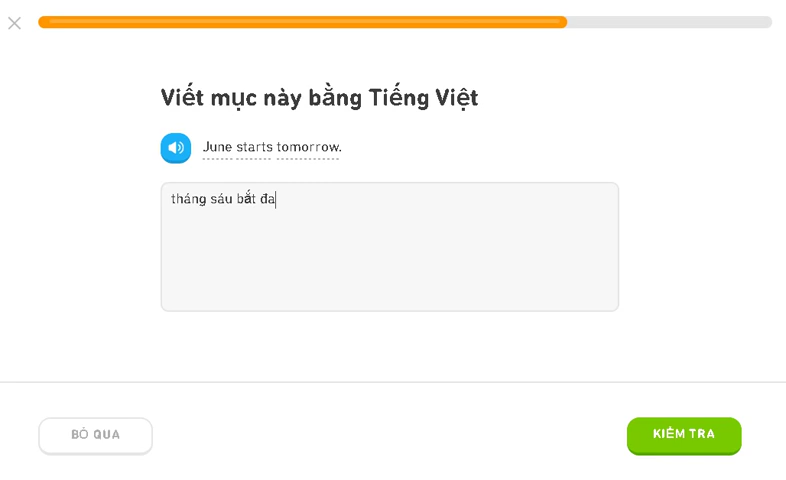 Viết mục này bằng Tiếng Việt
June starts tomorrow.
tháng sáu bắt đa
BỎ QUA
KIỂM TRA